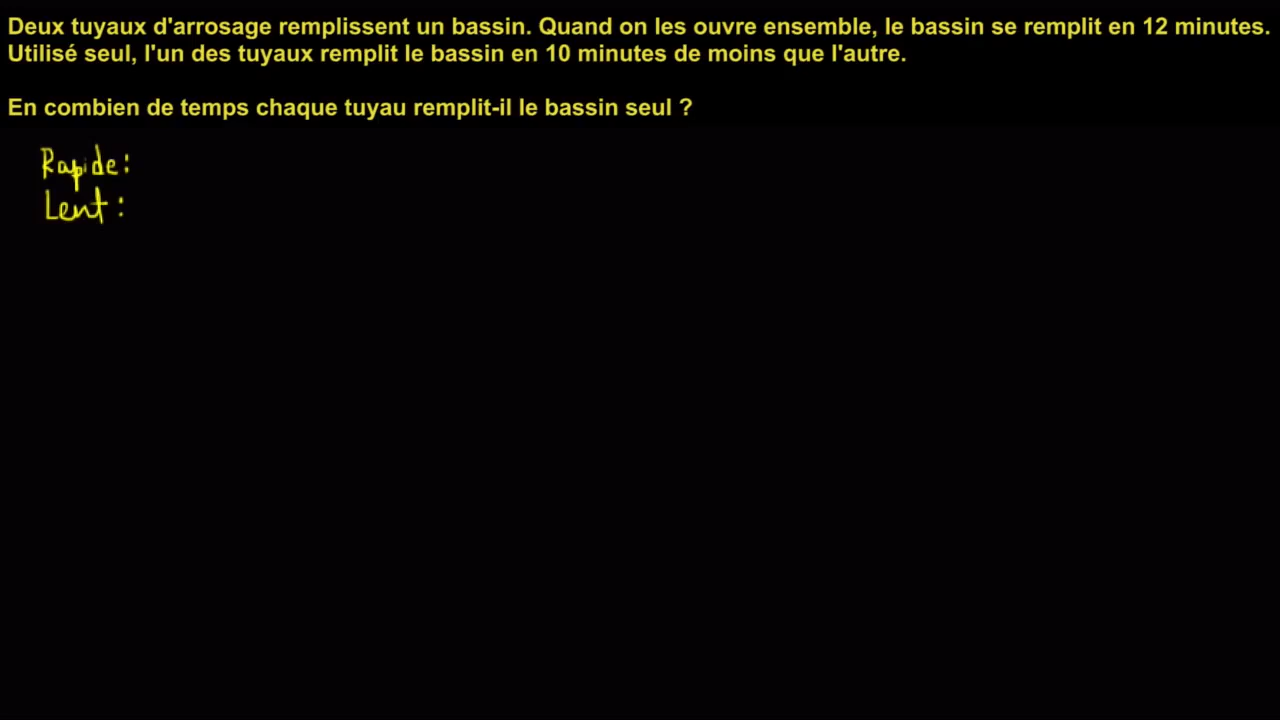 Deux tuyaux d'arrosage remplissent un bassin. Quand on les ouvre ensemble, le bassin se remplit en 12 minutes.
Utilisé seul, l'un des tuyaux remplit le bassin en 10 minutes de moins que l'autre.
En combien de temps chaque tuyau remplit-il le bassin seul ?
Rapide:
Lent: